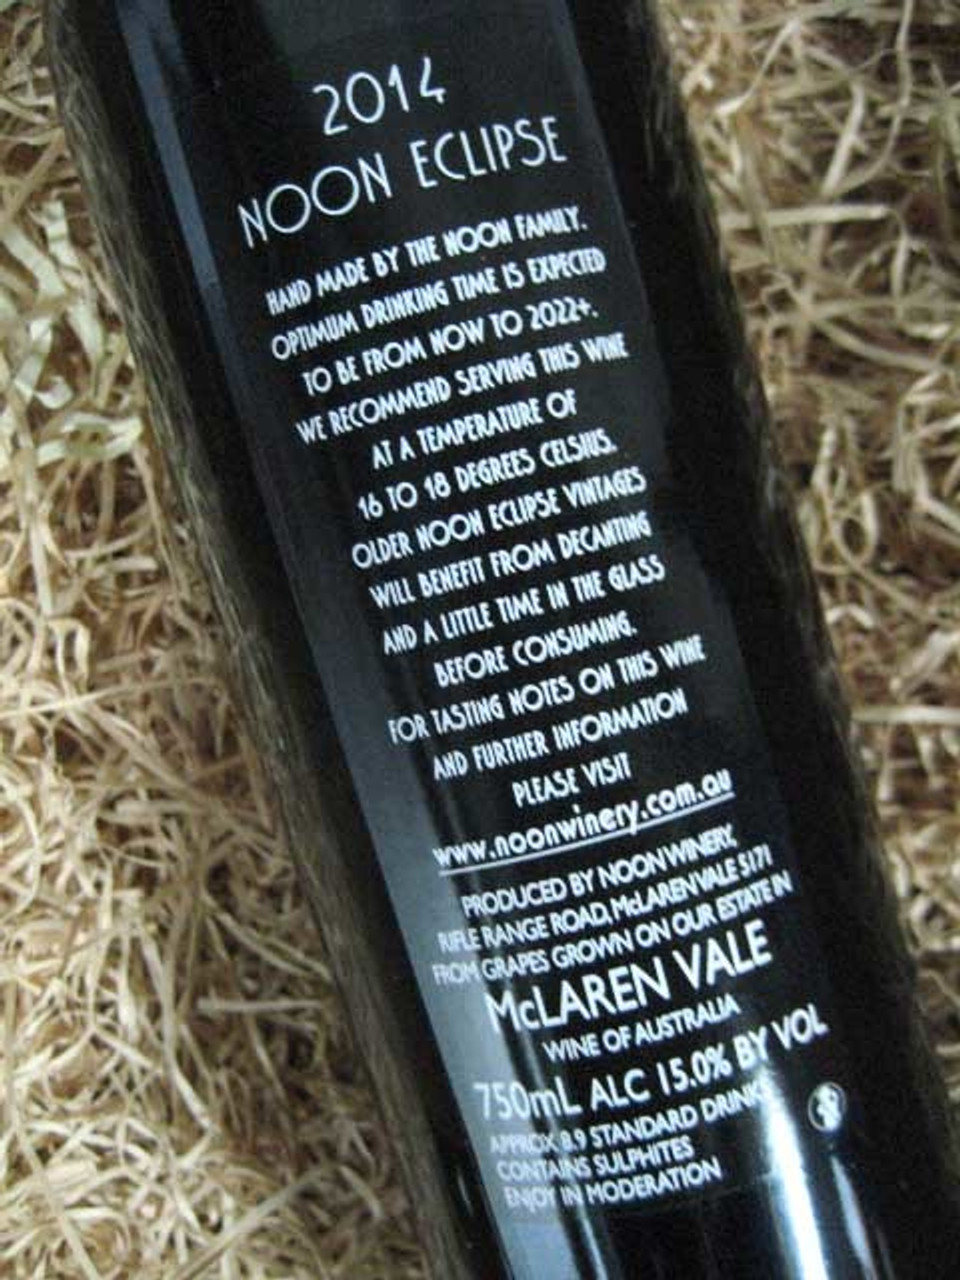 2014
NOON ECLIPSE
HAND MADE BY THE NOON FAMILY.
OPTIMUM DRINKING TIME IS EXPECTED
TO BE FROM NOW TO 2022+.
WE RECOMMEND SERVING THIS WINE
AT A TEMPERATURE OF
16 TO 18 DEGREES CELSIUS.
OLDER NOON ECLIPSE VINTAGES
WILL BENEFIT FROM DECANTING
AND A LITTLE TIME IN THE GLASS
BEFORE CONSUMING.
FOR TASTING NOTES ON THIS WINE
AND FURTHER INFORMATION
PLEASE VISIT
www.noonwinery.com.au
PRODUCED BY NOON WINERY,
RIFLE RANGE ROAD, McLAREN VALE 5171
FROM GRAPES GROWN ON OUR ESTATE IN
McLAREN VALE
WINE OF AUSTRALIA
750mL ALC 15.0% BY VOL
APPROX 8.9 STANDARD DRINKS
CONTAINS SULPHITES
ENJOY IN MODERATION